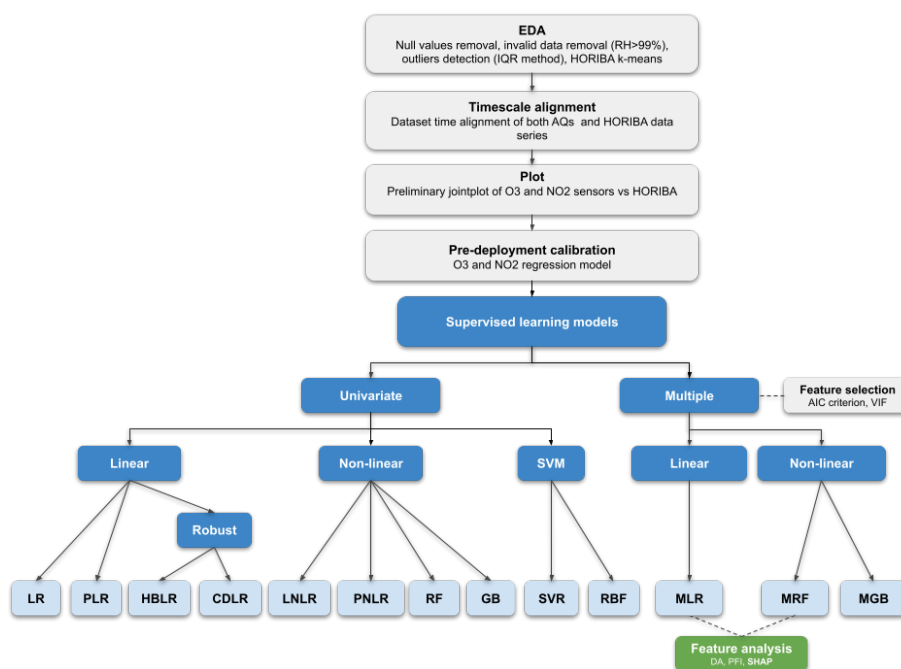 EDA
Null values removal, invalid data removal (RH>99%),
outliers detection (IQR method), HORIBA k-means
Timescale alignment
Dataset time alignment of both AQs and HORIBA data
series
Plot
Preliminary jointplot of O3 and NO2 sensors vs HORIBA
Pre-deployment calibration
O3 and NO2 regression model
Supervised learning models
Univariate
Multiple
Feature selection
AIC criterion, VIF
Linear
Non-linear
SVM
Linear
Non-linear
Robust
LR
PLR
HBLR
CDLR
LNLR
PNLR
RF
GB
SVR
RBF
MLR
MRF
MGB
Feature analysis
DA, PFI, SHAP